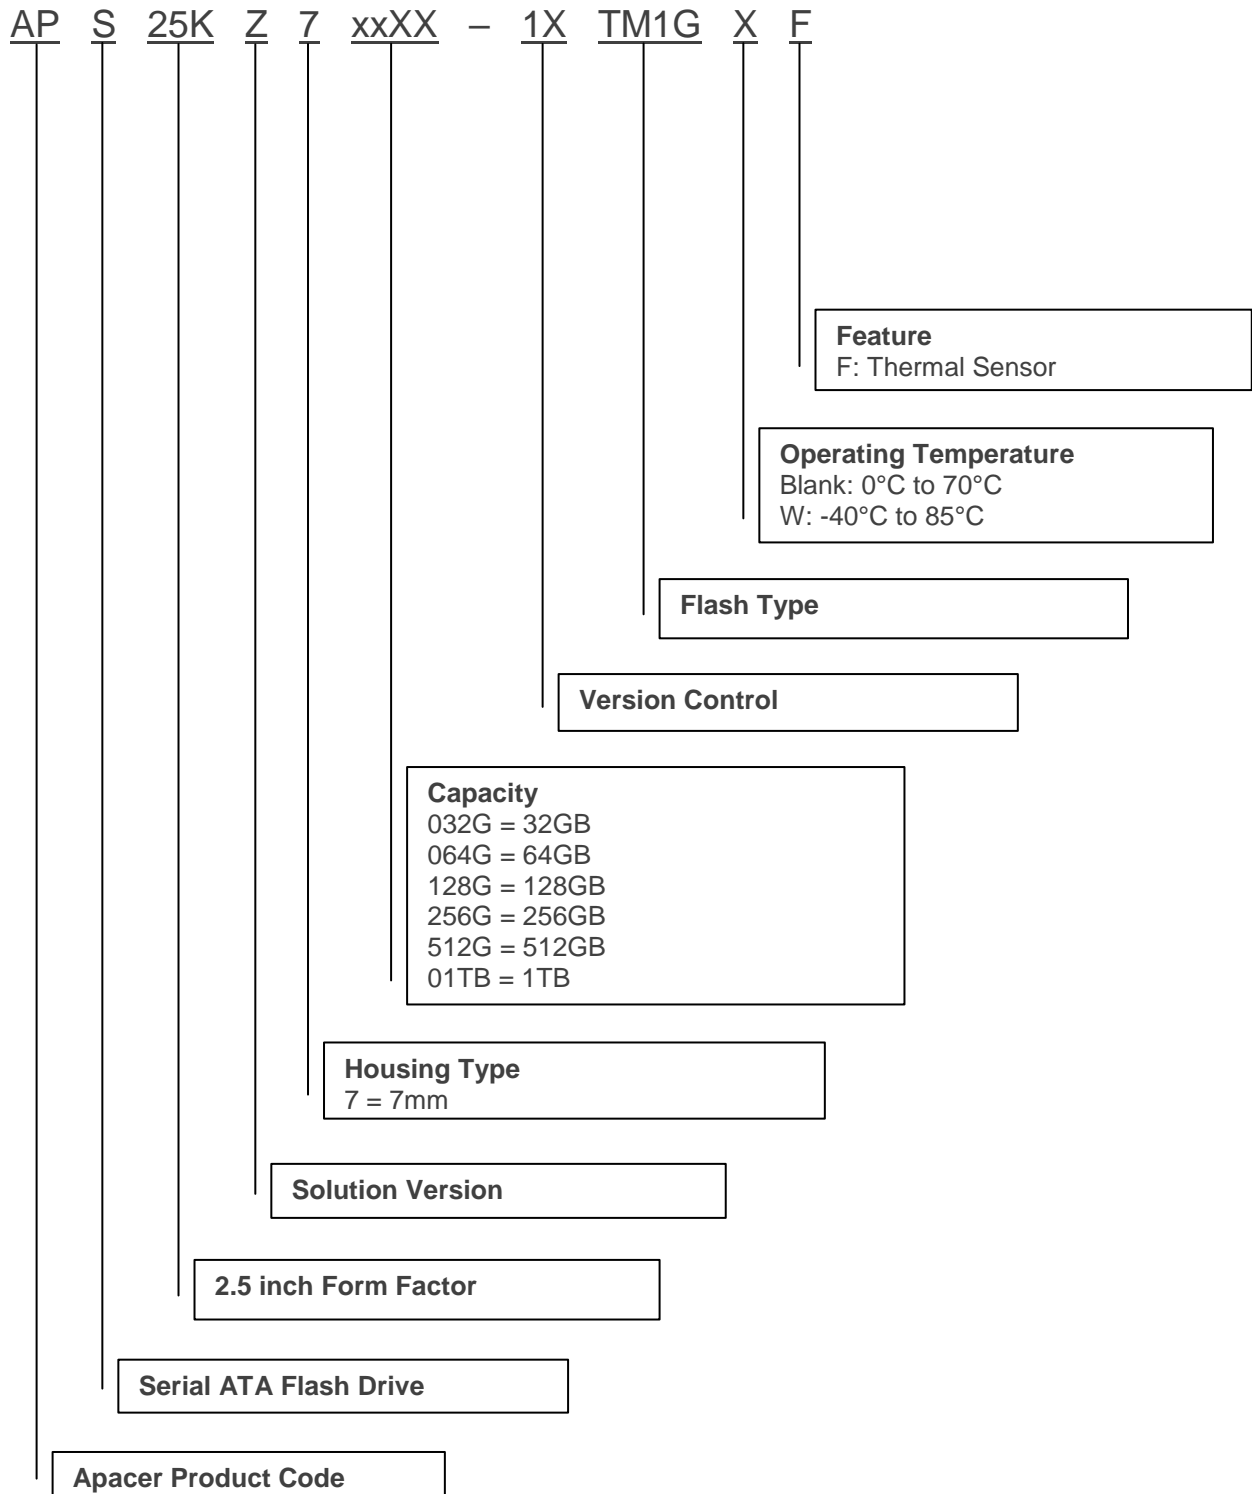 AP S 25K Z 7 xxXX – 1X TM1G X F
Feature
F: Thermal Sensor
Operating Temperature
Blank: 0°C to 70°C
W: -40°C to 85°C
Flash Type
Version Control
Capacity
032G = 32GB
064G = 64GB
128G = 128GB
256G = 256GB
512G = 512GB
01TB = 1TB
Housing Type
7 = 7mm
Solution Version
2.5 inch Form Factor
Serial ATA Flash Drive
Apacer Product Code